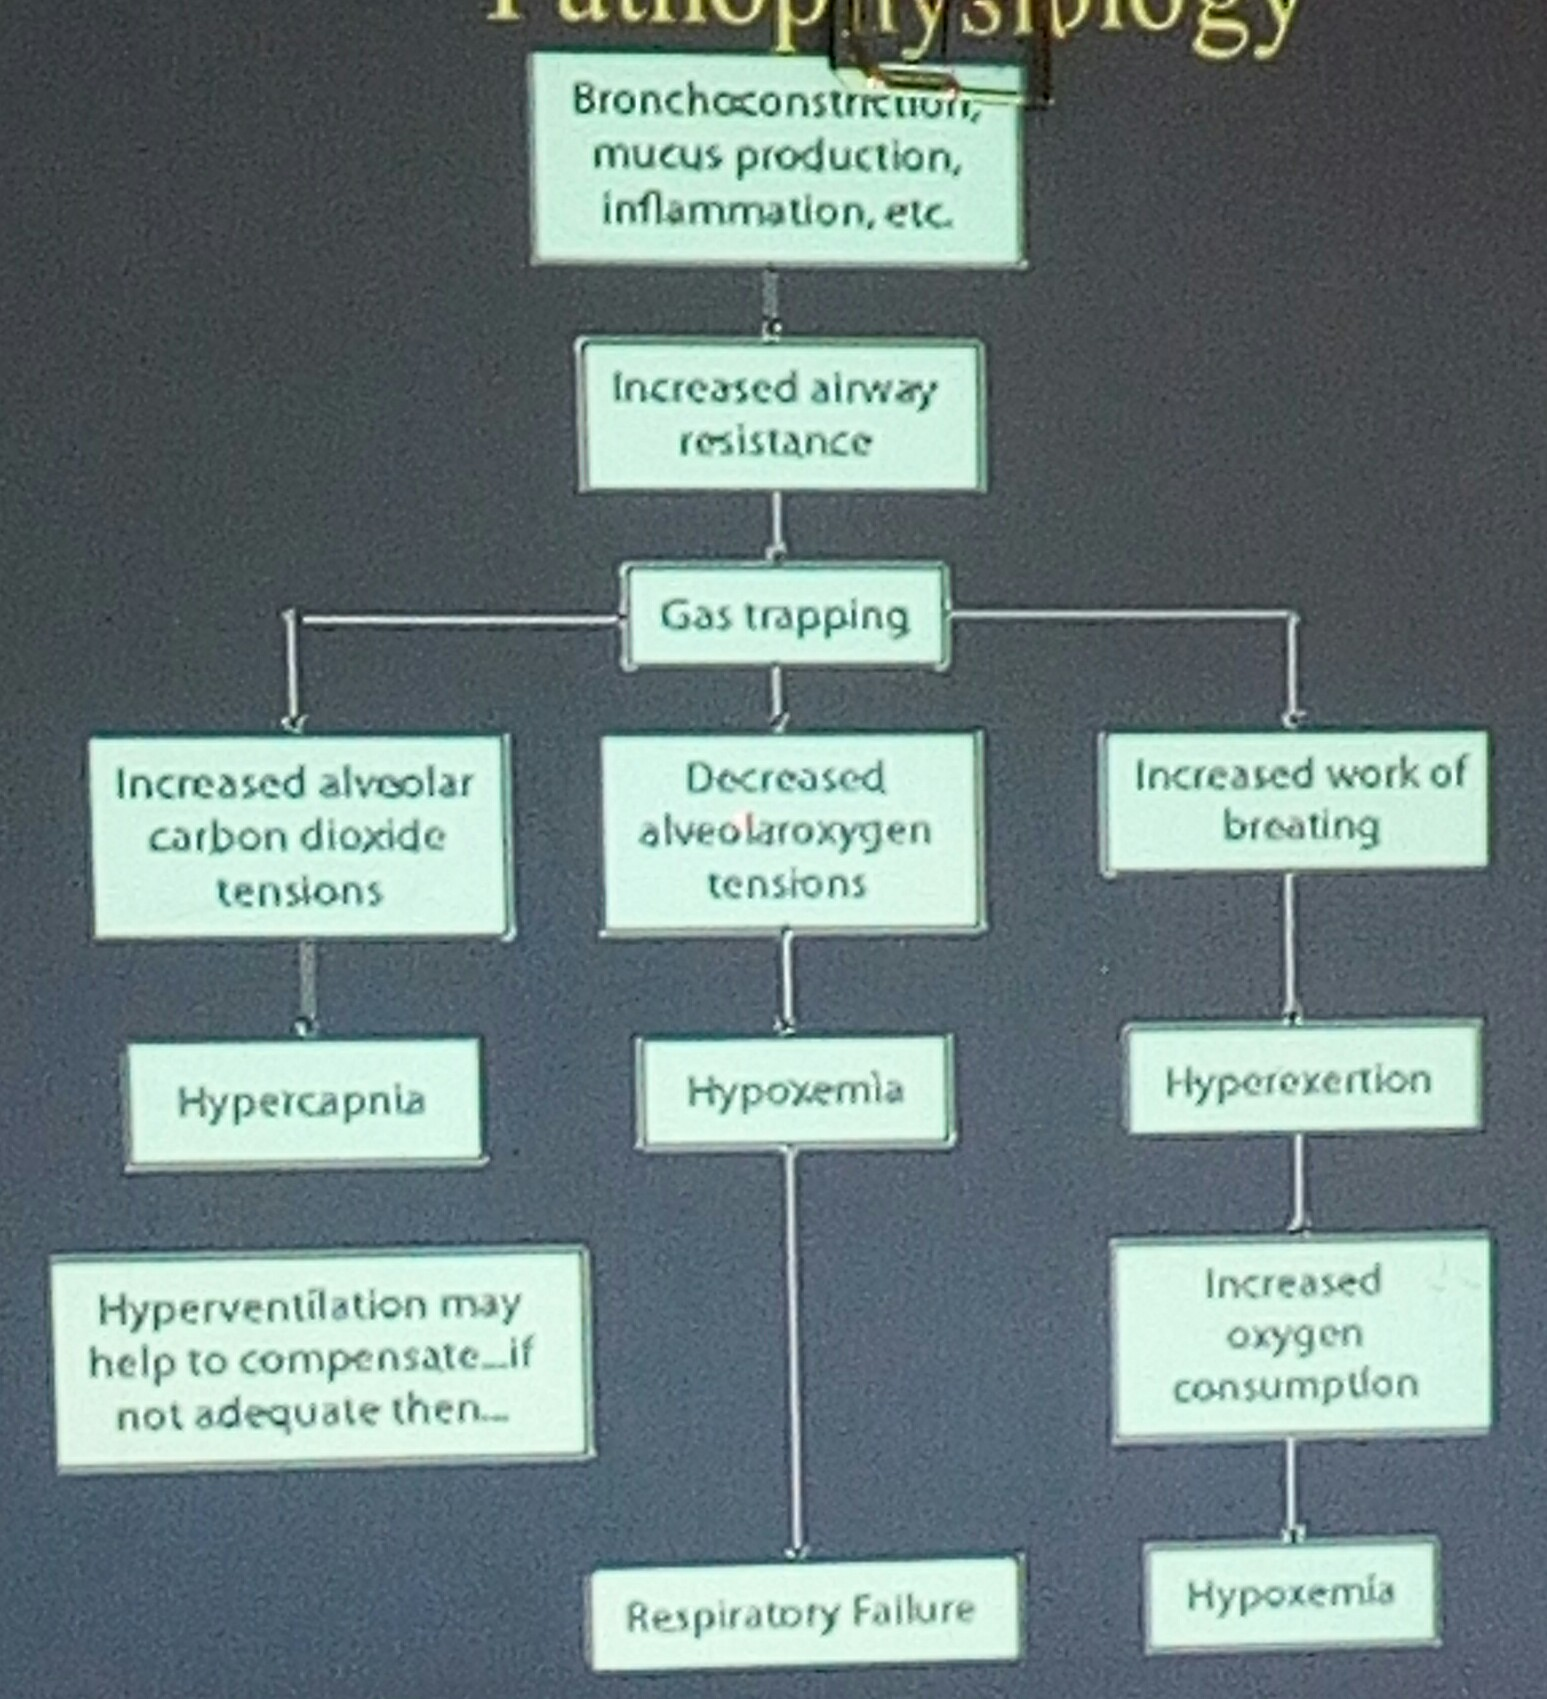 Pathophysiology
Bronchoconstriction,
mucus production,
inflammation, etc.
Increased airway
resistance
Gas trapping
Increased alveolar
carbon dioxide
tensions
Decreased
alveolaroxygen
tensions
Increased work of
breating
Hypercapnia
Hypoxemia
Hyperexertion
Hyperventilation may
help to compensate...if
not adequate then...
Increased
oxygen
consumption
Respiratory Failure
Hypoxemia